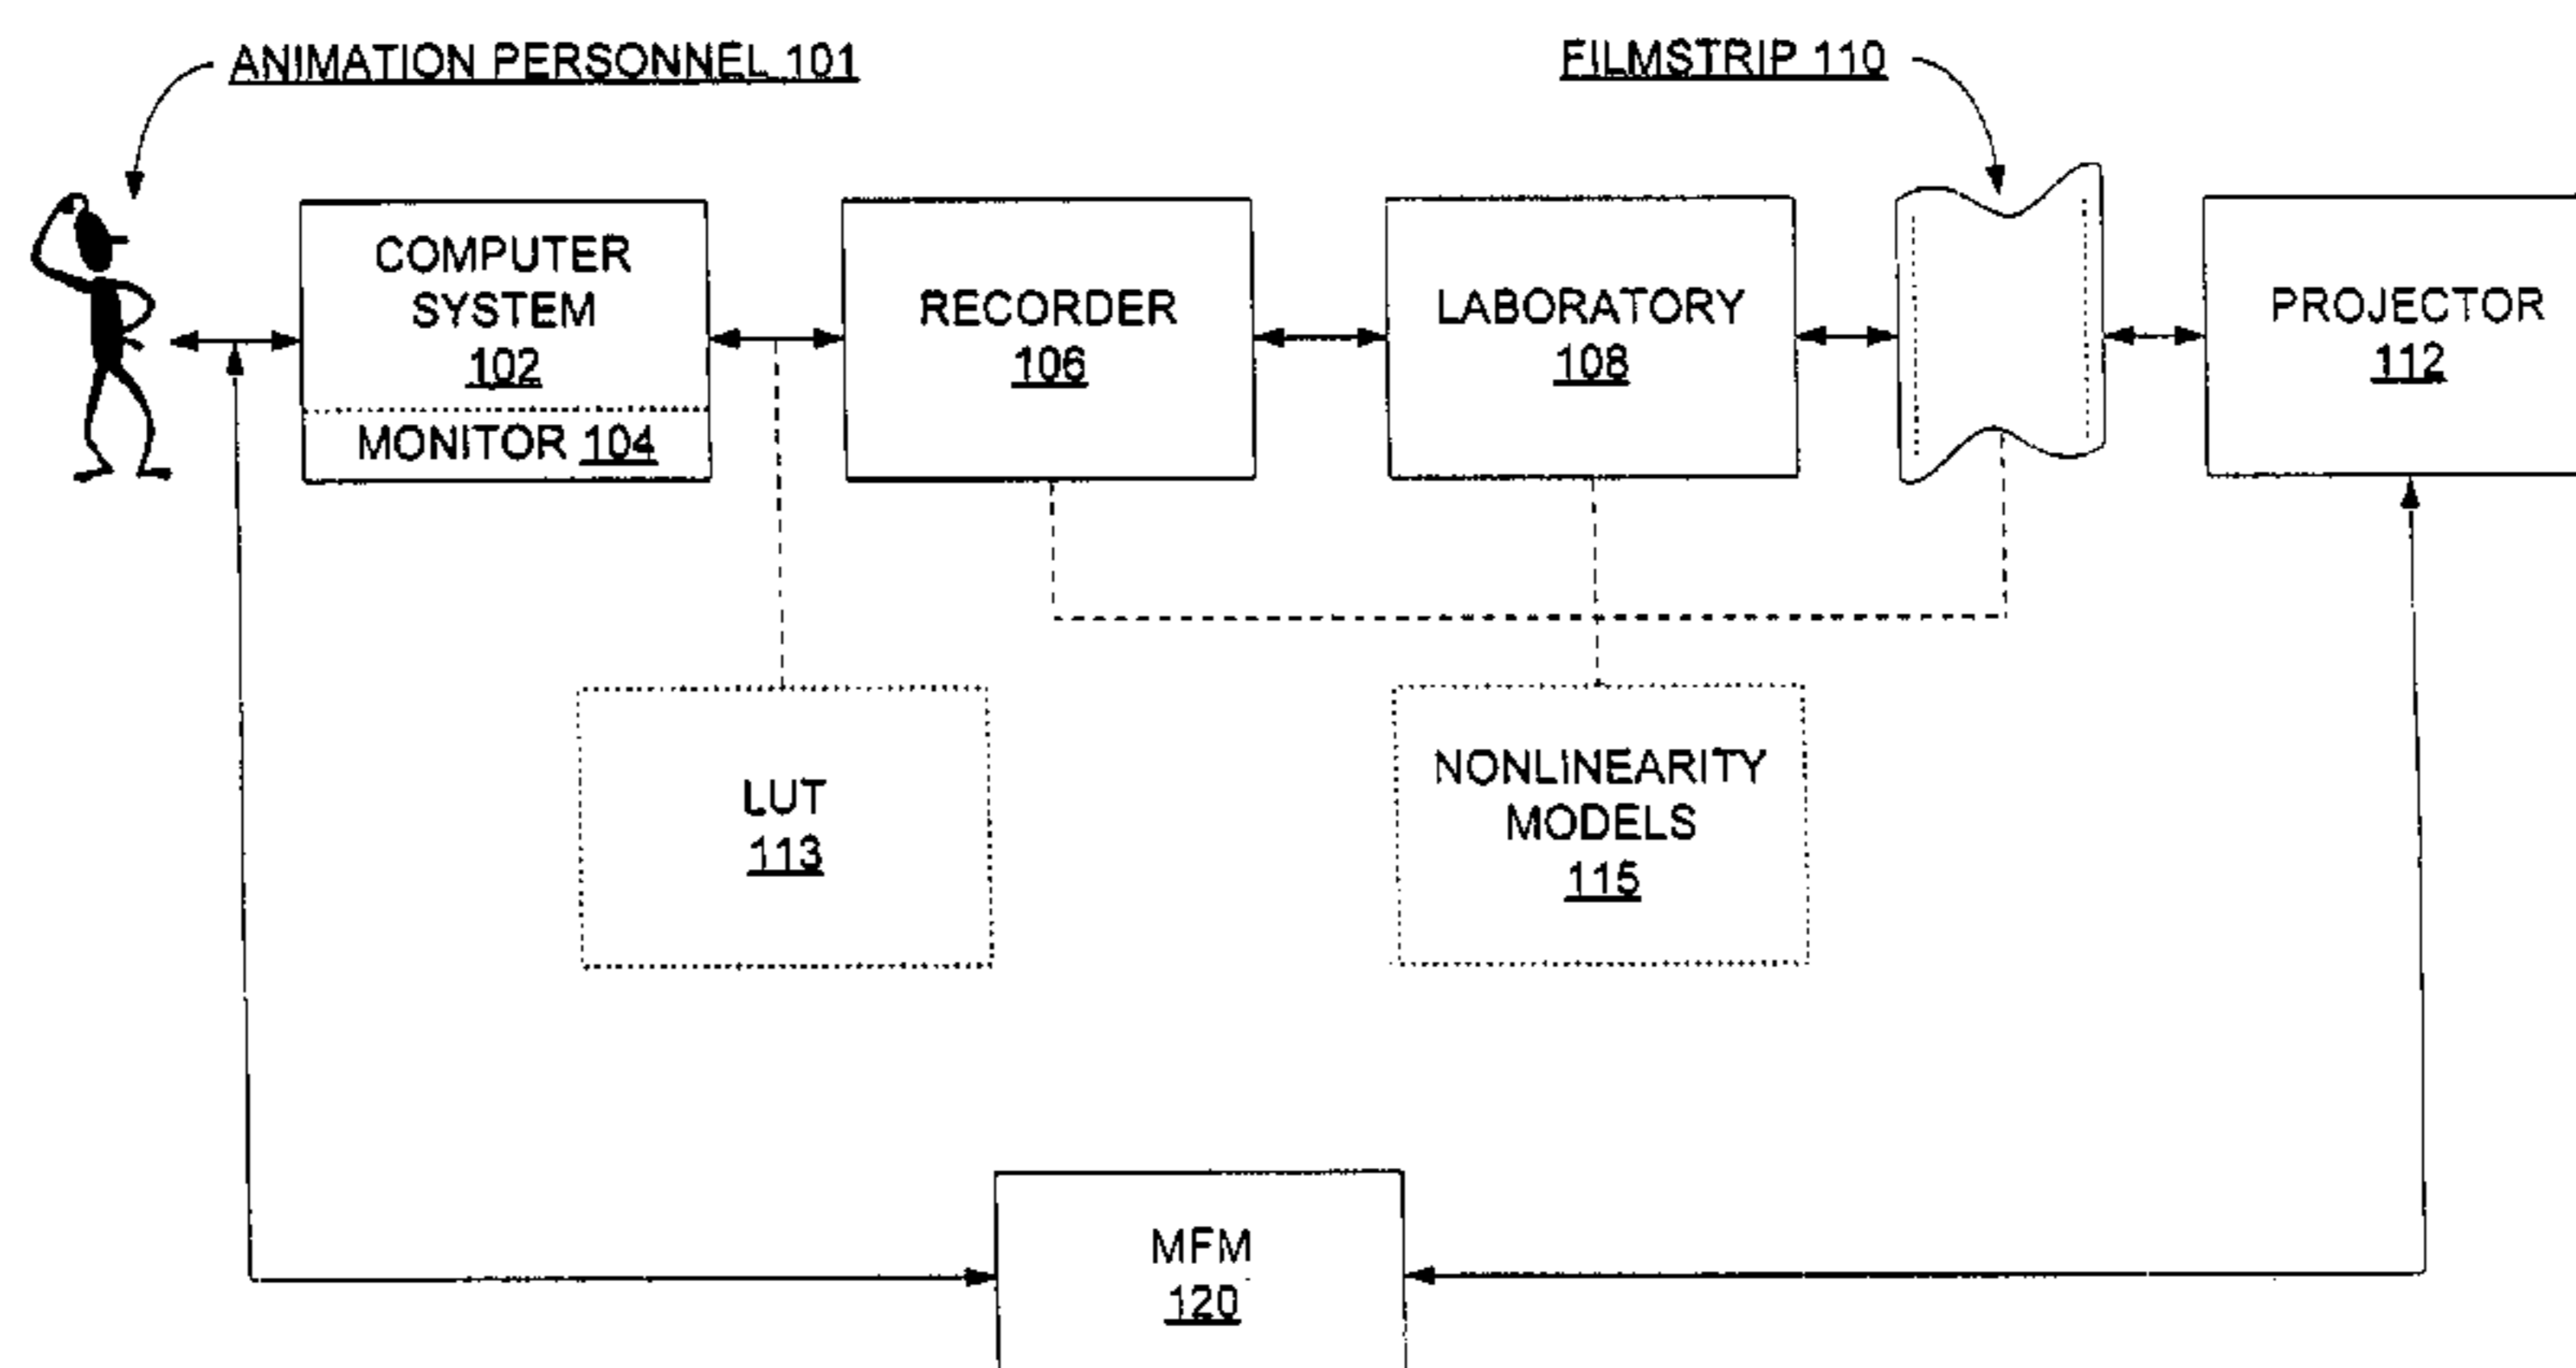 ANIMATION PERSONNEL 101
FILMSTRIP 110
COMPUTER
SYSTEM
102
MONITOR 104
RECORDER
106
LABORATORY
108
PROJECTOR
112
LUT
113
NONLINEARITY
MODELS
115
MFM
120